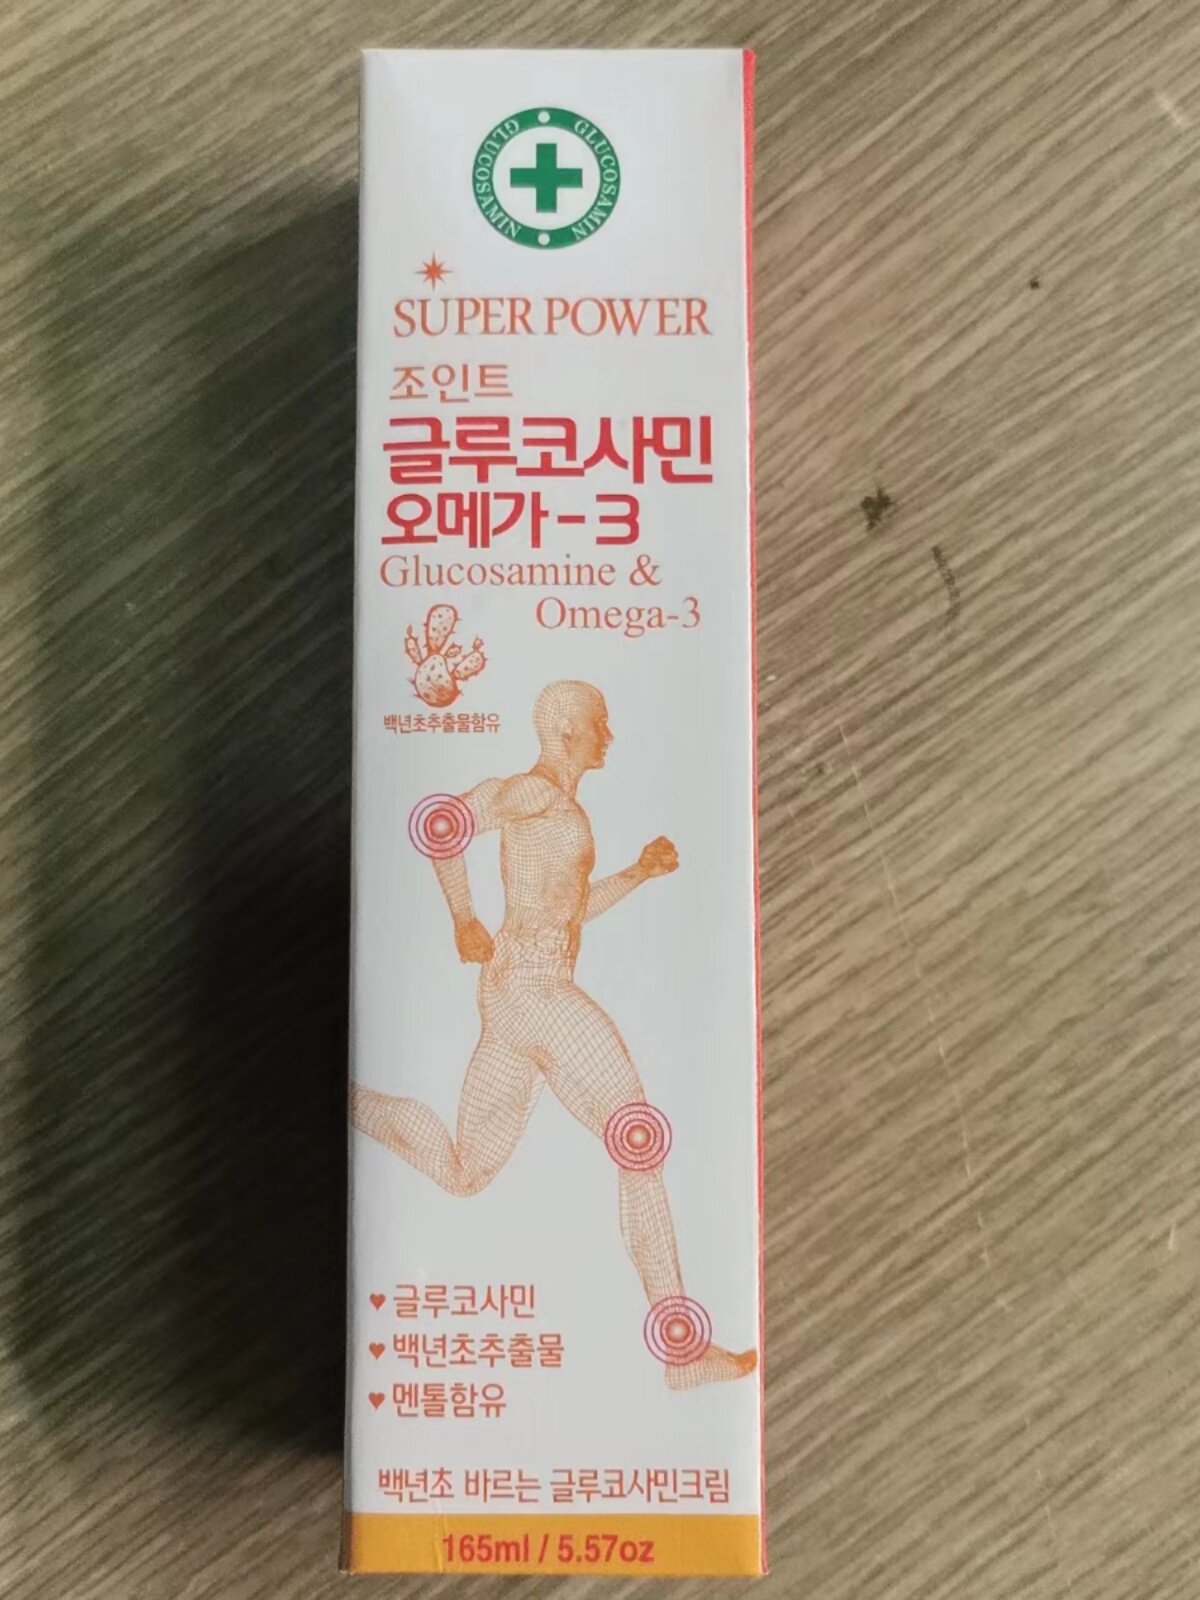 GLUCOSAMIN GLUCOSAMIN
SUPER POWER
조인트
글루코사민
오메가-3
Glucosamine &
Omega-3
백년초추출물함유
♥ 글루코사민
♥ 백년초추출물
♥ 멘톨함유
백년초 바르는 글루코사민크림
165ml / 5.57oz